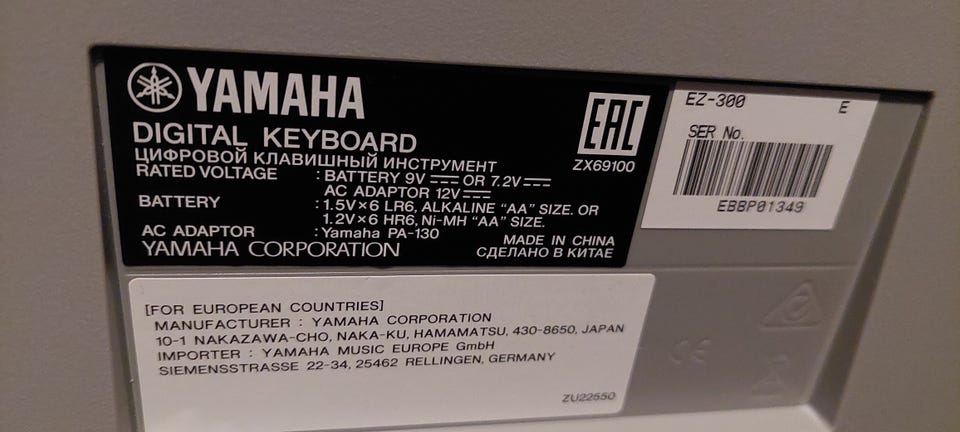 YAMAHA
DIGITAL KEYBOARD
ЦИФРОВОЙ КЛАВИШНЫЙ ИНСТРУМЕНТ
RATED VOLTAGE : BATTERY 9V OR 7.2V
AC ADAPTOR 12V
BATTERY : 1.5V×6 LR6, ALKALINE “AA” SIZE. OR
1.2V×6 HR6, Ni-MH “AA” SIZE.
AC ADAPTOR : Yamaha PA-130
YAMAHA CORPORATION
EAC
ZX69100
MADE IN CHINA
СДЕЛАНО В КИТАЕ
EZ-300 E
SER No.
EBBP01349
[FOR EUROPEAN COUNTRIES]
MANUFACTURER : YAMAHA CORPORATION
10-1 NAKAZAWA-CHO, NAKA-KU, HAMAMATSU, 430-8650, JAPAN
IMPORTER : YAMAHA MUSIC EUROPE GmbH
SIEMENSSTRASSE 22-34, 25462 RELLINGEN, GERMANY
ZU22550
CE